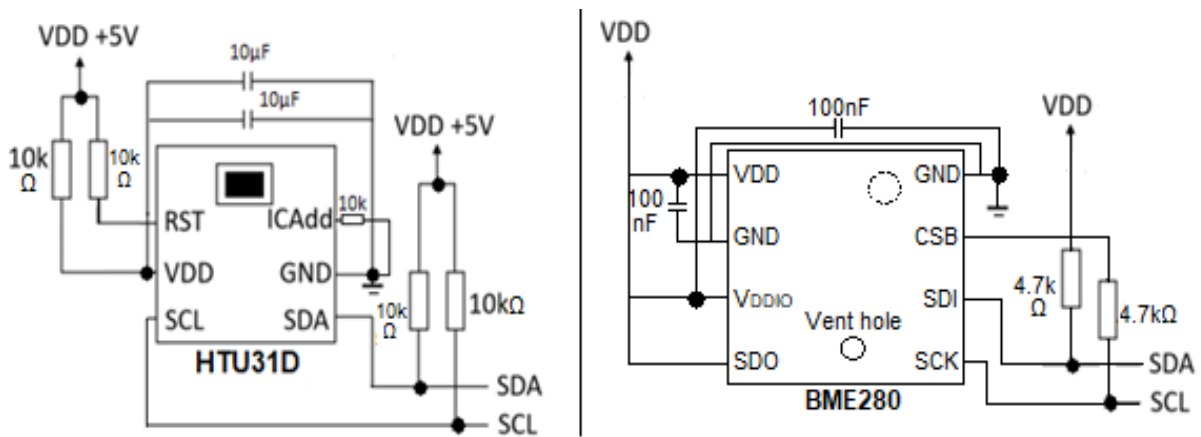 VDD +5V
10µF
10µF
VDD +5V
10k
Ω
10k
Ω
RST
ICAdd
10k
VDD
GND
SCL
SDA
10k
Ω
10kΩ
HTU31D
SDA
SCL
VDD
100nF
VDD
VDD
GND
100
nF
GND
CSB
VDDIO
SDI
4.7k
Ω
4.7kΩ
Vent hole
SDO
SCK
SDA
BME280
SCL